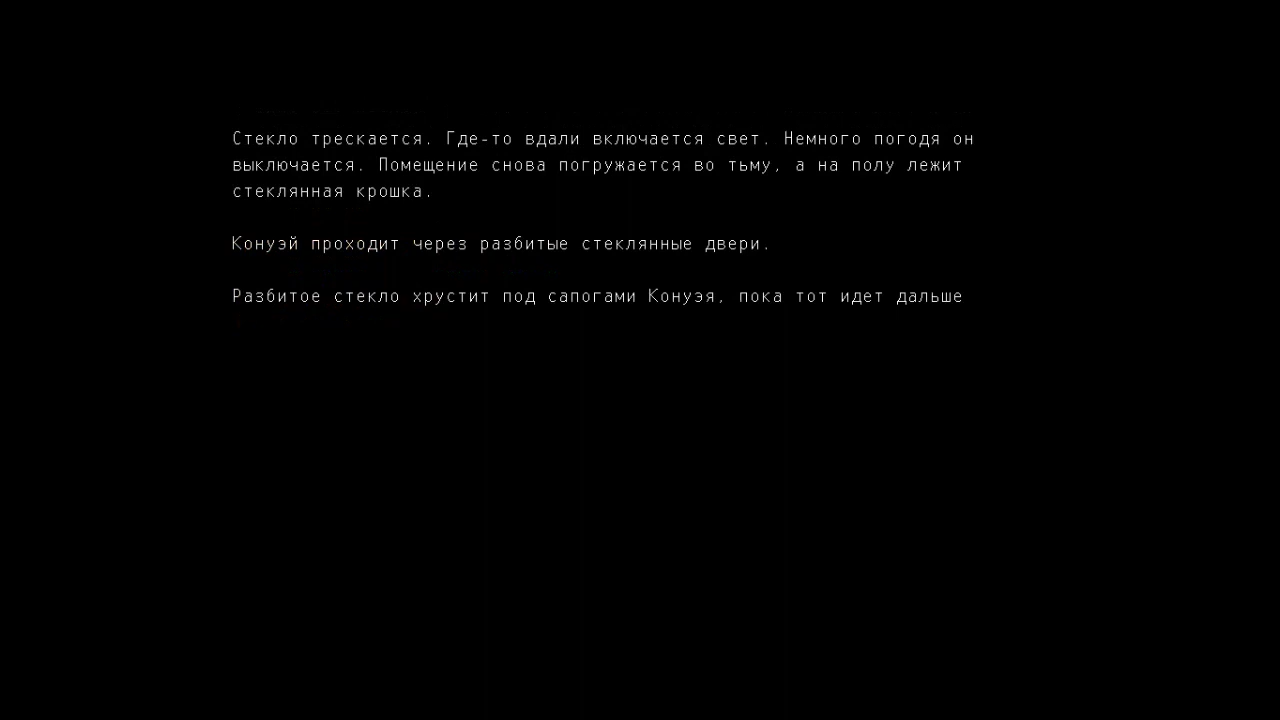 Стекло трескается. Где-то вдали включается свет. Немного погодя он
выключается. Помещение снова погружается во тьму, а на полу лежит
стеклянная крошка.
Конуэй проходит через разбитые стеклянные двери.
Разбитое стекло хрустит под сапогами Конуэя, пока тот идет дальше